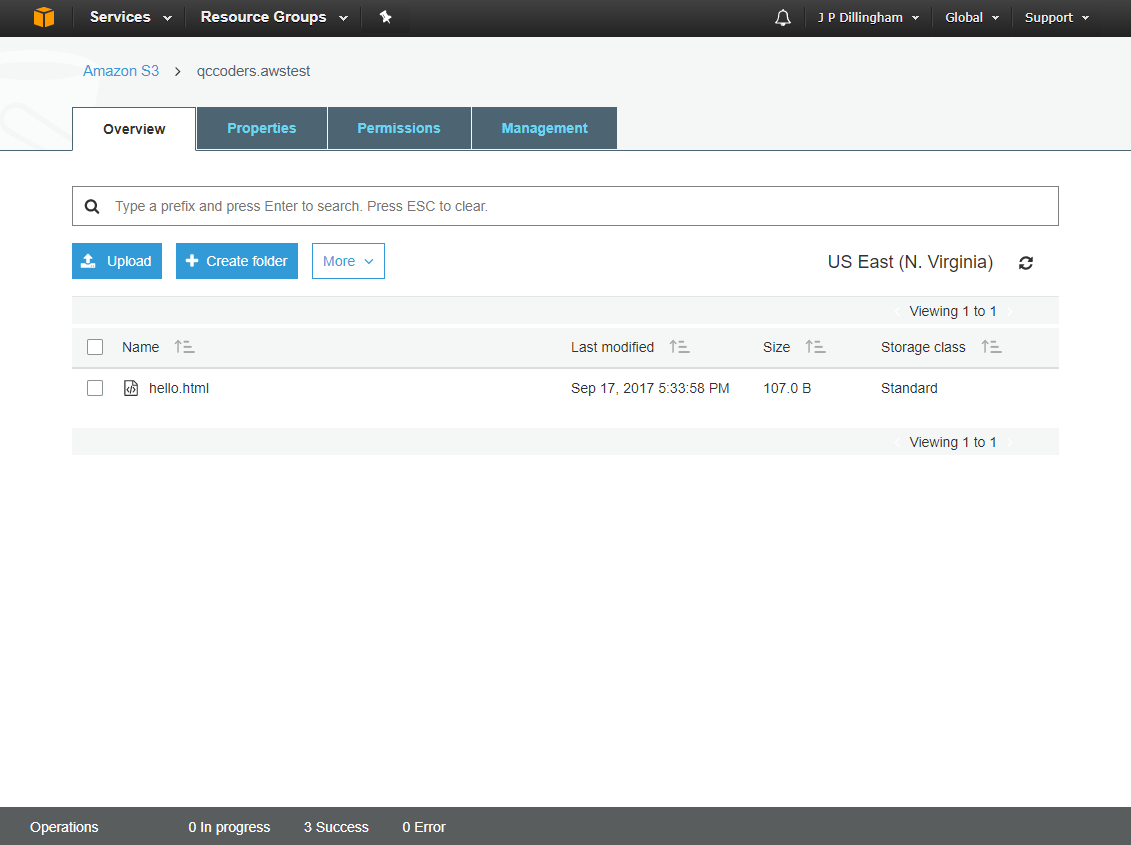 Services Resource Groups J P Dillingham Global Support
Amazon S3 > qccoders.awstest
Overview Properties Permissions Management
Type a prefix and press Enter to search. Press ESC to clear.
Upload Create folder More US East (N. Virginia)
Viewing 1 to 1
Name Last modified Size Storage class
hello.html Sep 17, 2017 5:33:58 PM 107.0 B Standard
Viewing 1 to 1
Operations 0 In progress 3 Success 0 Error